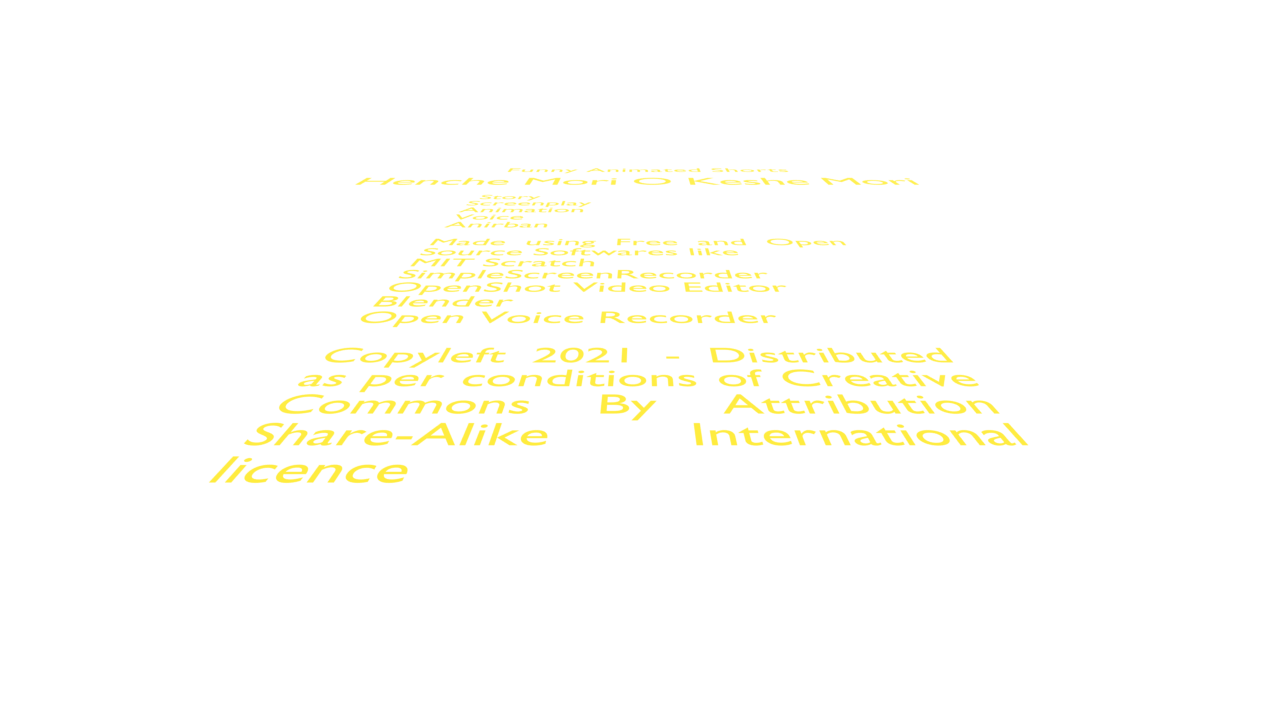 Funny Animated Shorts
Henche Mori O Keshe Mori
Story
Screenplay
Animation
Voice
Anirban
Made using Free and Open
Source Softwares like
MIT Scratch
SimpleScreenRecorder
OpenShot Video Editor
Blender
Open Voice Recorder
Copyleft 2021 - Distributed
as per conditions of Creative
Commons By Attribution
Share-Alike International
licence